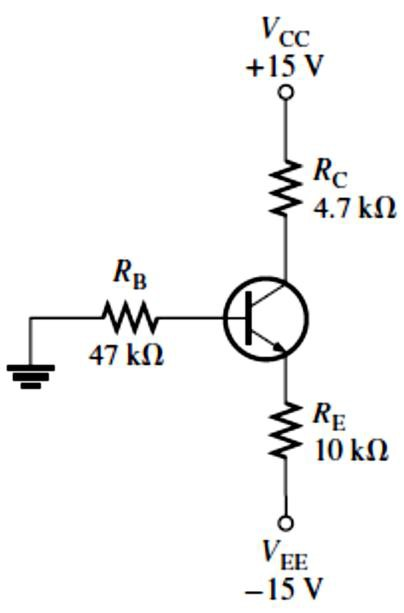 V_CC
+15 V
R_C
4.7 kΩ
R_B
47 kΩ
R_E
10 kΩ
V_EE
−15 V